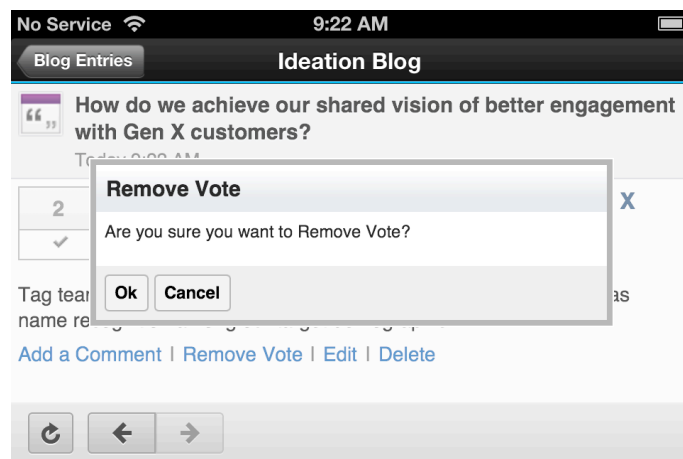 No Service 9:22 AM
Blog Entries Ideation Blog
How do we achieve our shared vision of better engagement
with Gen X customers?
Remove Vote
2 X
Are you sure you want to Remove Vote?
Ok Cancel
Tag as
name
Add a Comment | Remove Vote | Edit | Delete